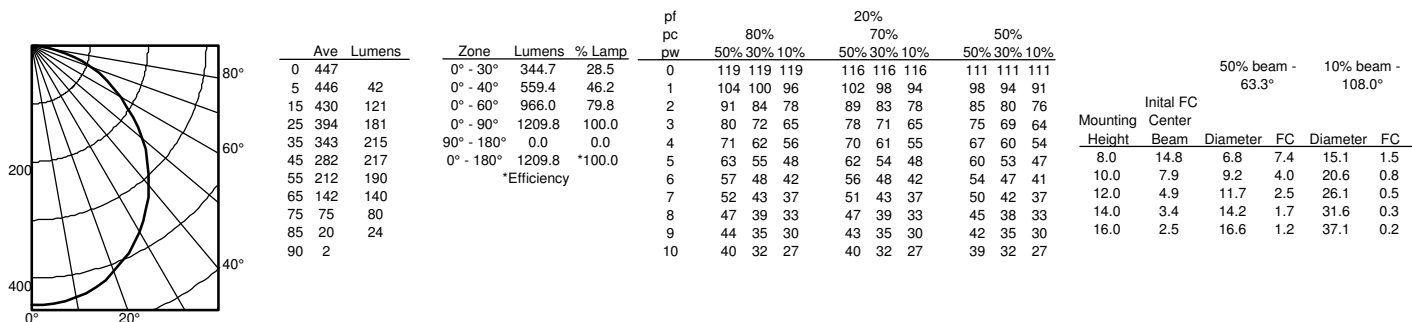 200
400
0°
20°
40°
60°
80°
Ave Lumens
0 447
5 446 42
15 430 121
25 394 181
35 343 215
45 282 217
55 212 190
65 142 140
75 75 80
85 20 24
90 2
Zone Lumens % Lamp
0° - 30° 344.7 28.5
0° - 40° 559.4 46.2
0° - 60° 966.0 79.8
0° - 90° 1209.8 100.0
90° - 180° 0.0 0.0
0° - 180° 1209.8 *100.0
*Efficiency
pf 20%
pc 80% 70% 50%
pw 50% 30% 10% 50% 30% 10% 50% 30% 10%
0 119 119 119 116 116 116 111 111 111
1 104 100 96 102 98 94 98 94 91
2 91 84 78 89 83 78 85 80 76
3 80 72 65 78 71 65 75 69 64
4 71 62 56 70 61 55 67 60 54
5 63 55 48 62 54 48 60 53 47
6 57 48 42 56 48 42 54 47 41
7 52 43 37 51 43 37 50 42 37
8 47 39 33 47 39 33 45 38 33
9 44 35 30 43 35 30 42 35 30
10 40 32 27 40 32 27 39 32 27
50% beam - 10% beam -
63.3° 108.0°
Inital FC
Mounting Center
Height Beam Diameter FC Diameter FC
8.0 14.8 6.8 7.4 15.1 1.5
10.0 7.9 9.2 4.0 20.6 0.8
12.0 4.9 11.7 2.5 26.1 0.5
14.0 3.4 14.2 1.7 31.6 0.3
16.0 2.5 16.6 1.2 37.1 0.2